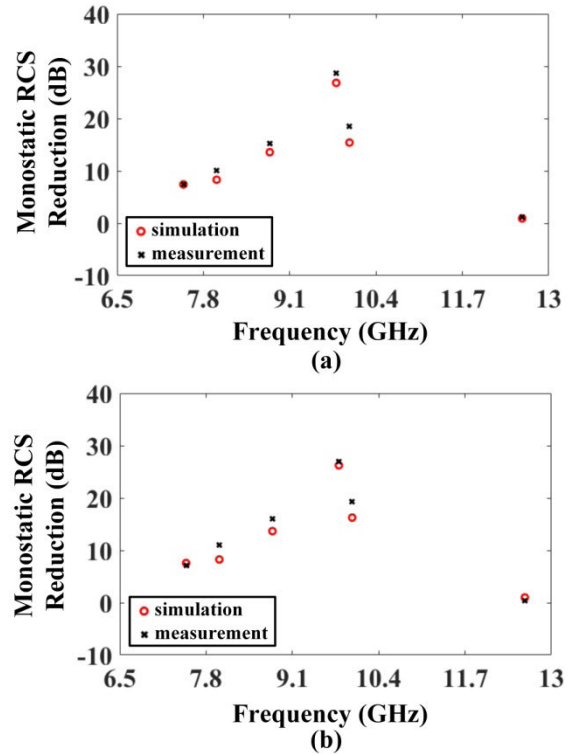 40
30
20
10
0
-10
Monostatic RCS
Reduction (dB)
simulation
measurement
6.5 7.8 9.1 10.4 11.7 13
Frequency (GHz)
(a)
40
30
20
10
0
-10
Monostatic RCS
Reduction (dB)
simulation
measurement
6.5 7.8 9.1 10.4 11.7 13
Frequency (GHz)
(b)